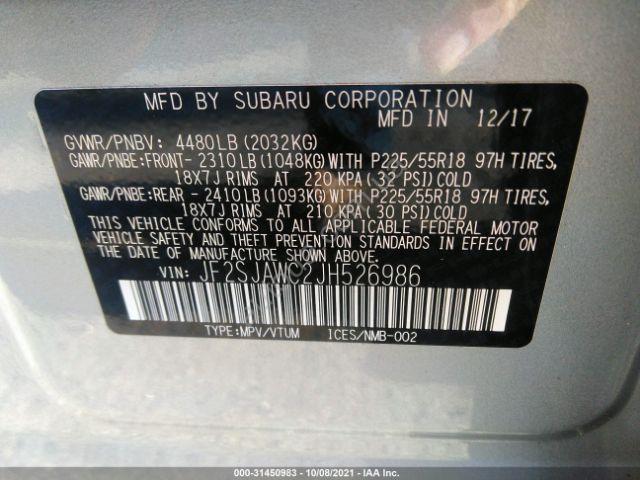 MFD BY SUBARU CORPORATION
MFD IN 12/17
GVWR/PNBV: 4480LB (2032KG)
GAWR/PNBE:FRONT- 2310LB (1048KG) WITH P225/55R18 97H TIRES,
18X7J RIMS AT 220 KPA ( 32 PSI) COLD
GAWR/PNBE:REAR - 2410LB (1093KG) WITH P225/55R18 97H TIRES,
18X7J RIMS AT 210 KPA ( 30 PSI) COLD
THIS VEHICLE CONFORMS TO ALL APPLICABLE FEDERAL MOTOR
VEHICLE SAFETY AND THEFT PREVENTION STANDARDS IN EFFECT ON
THE DATE OF MANUFACTURE SHOWN ABOVE.
VIN: JF2SJAWC2JH526986
TYPE:MPV/VTUM ICES/NMB-002
000-31450983 - 10/08/2021 - IAA Inc.